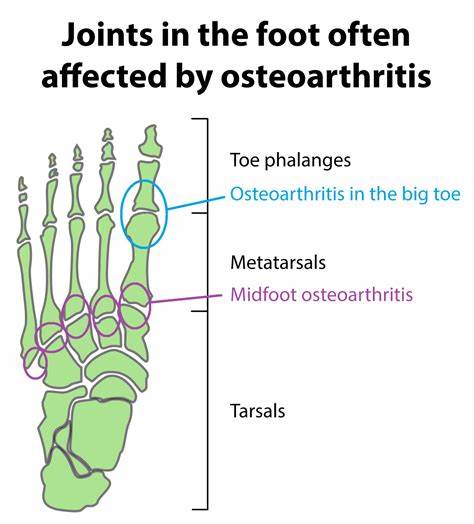 Joints in the foot often
affected by osteoarthritis
Toe phalanges
Osteoarthritis in the big toe
Metatarsals
Midfoot osteoarthritis
Tarsals